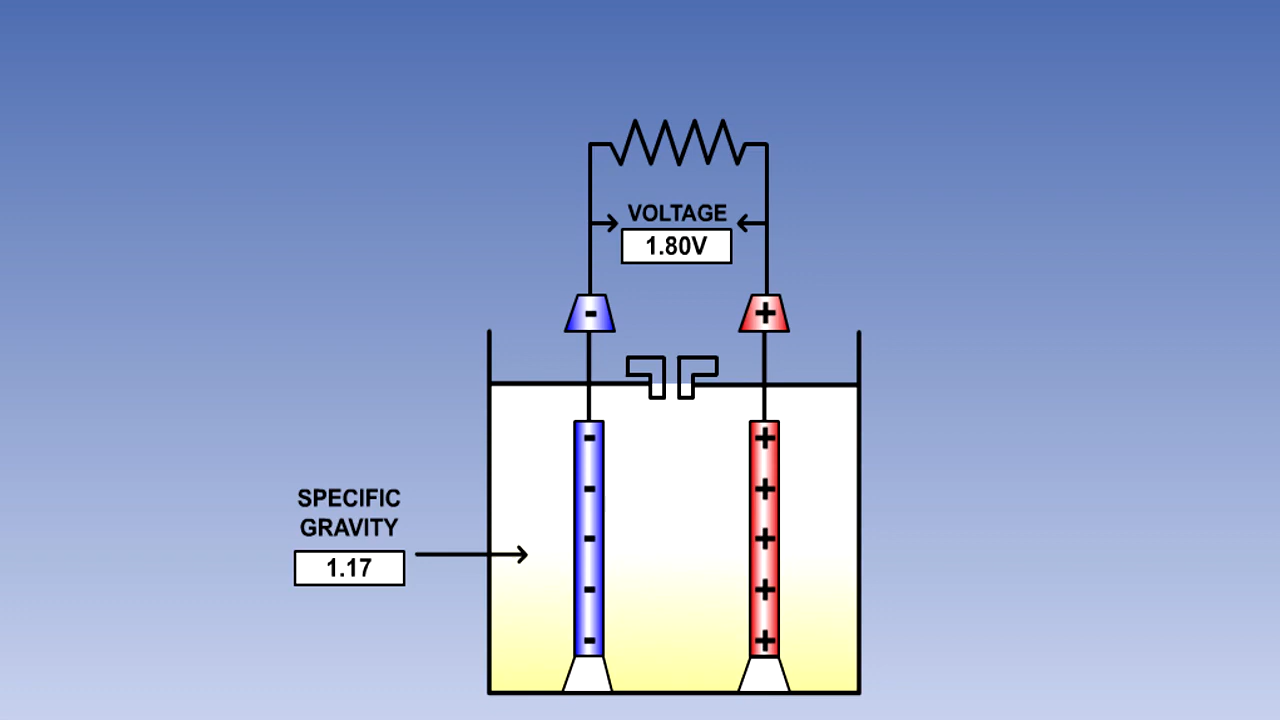 VOLTAGE
1.80V
- +
- +
- +
- +
- +
- +
SPECIFIC
GRAVITY
1.17